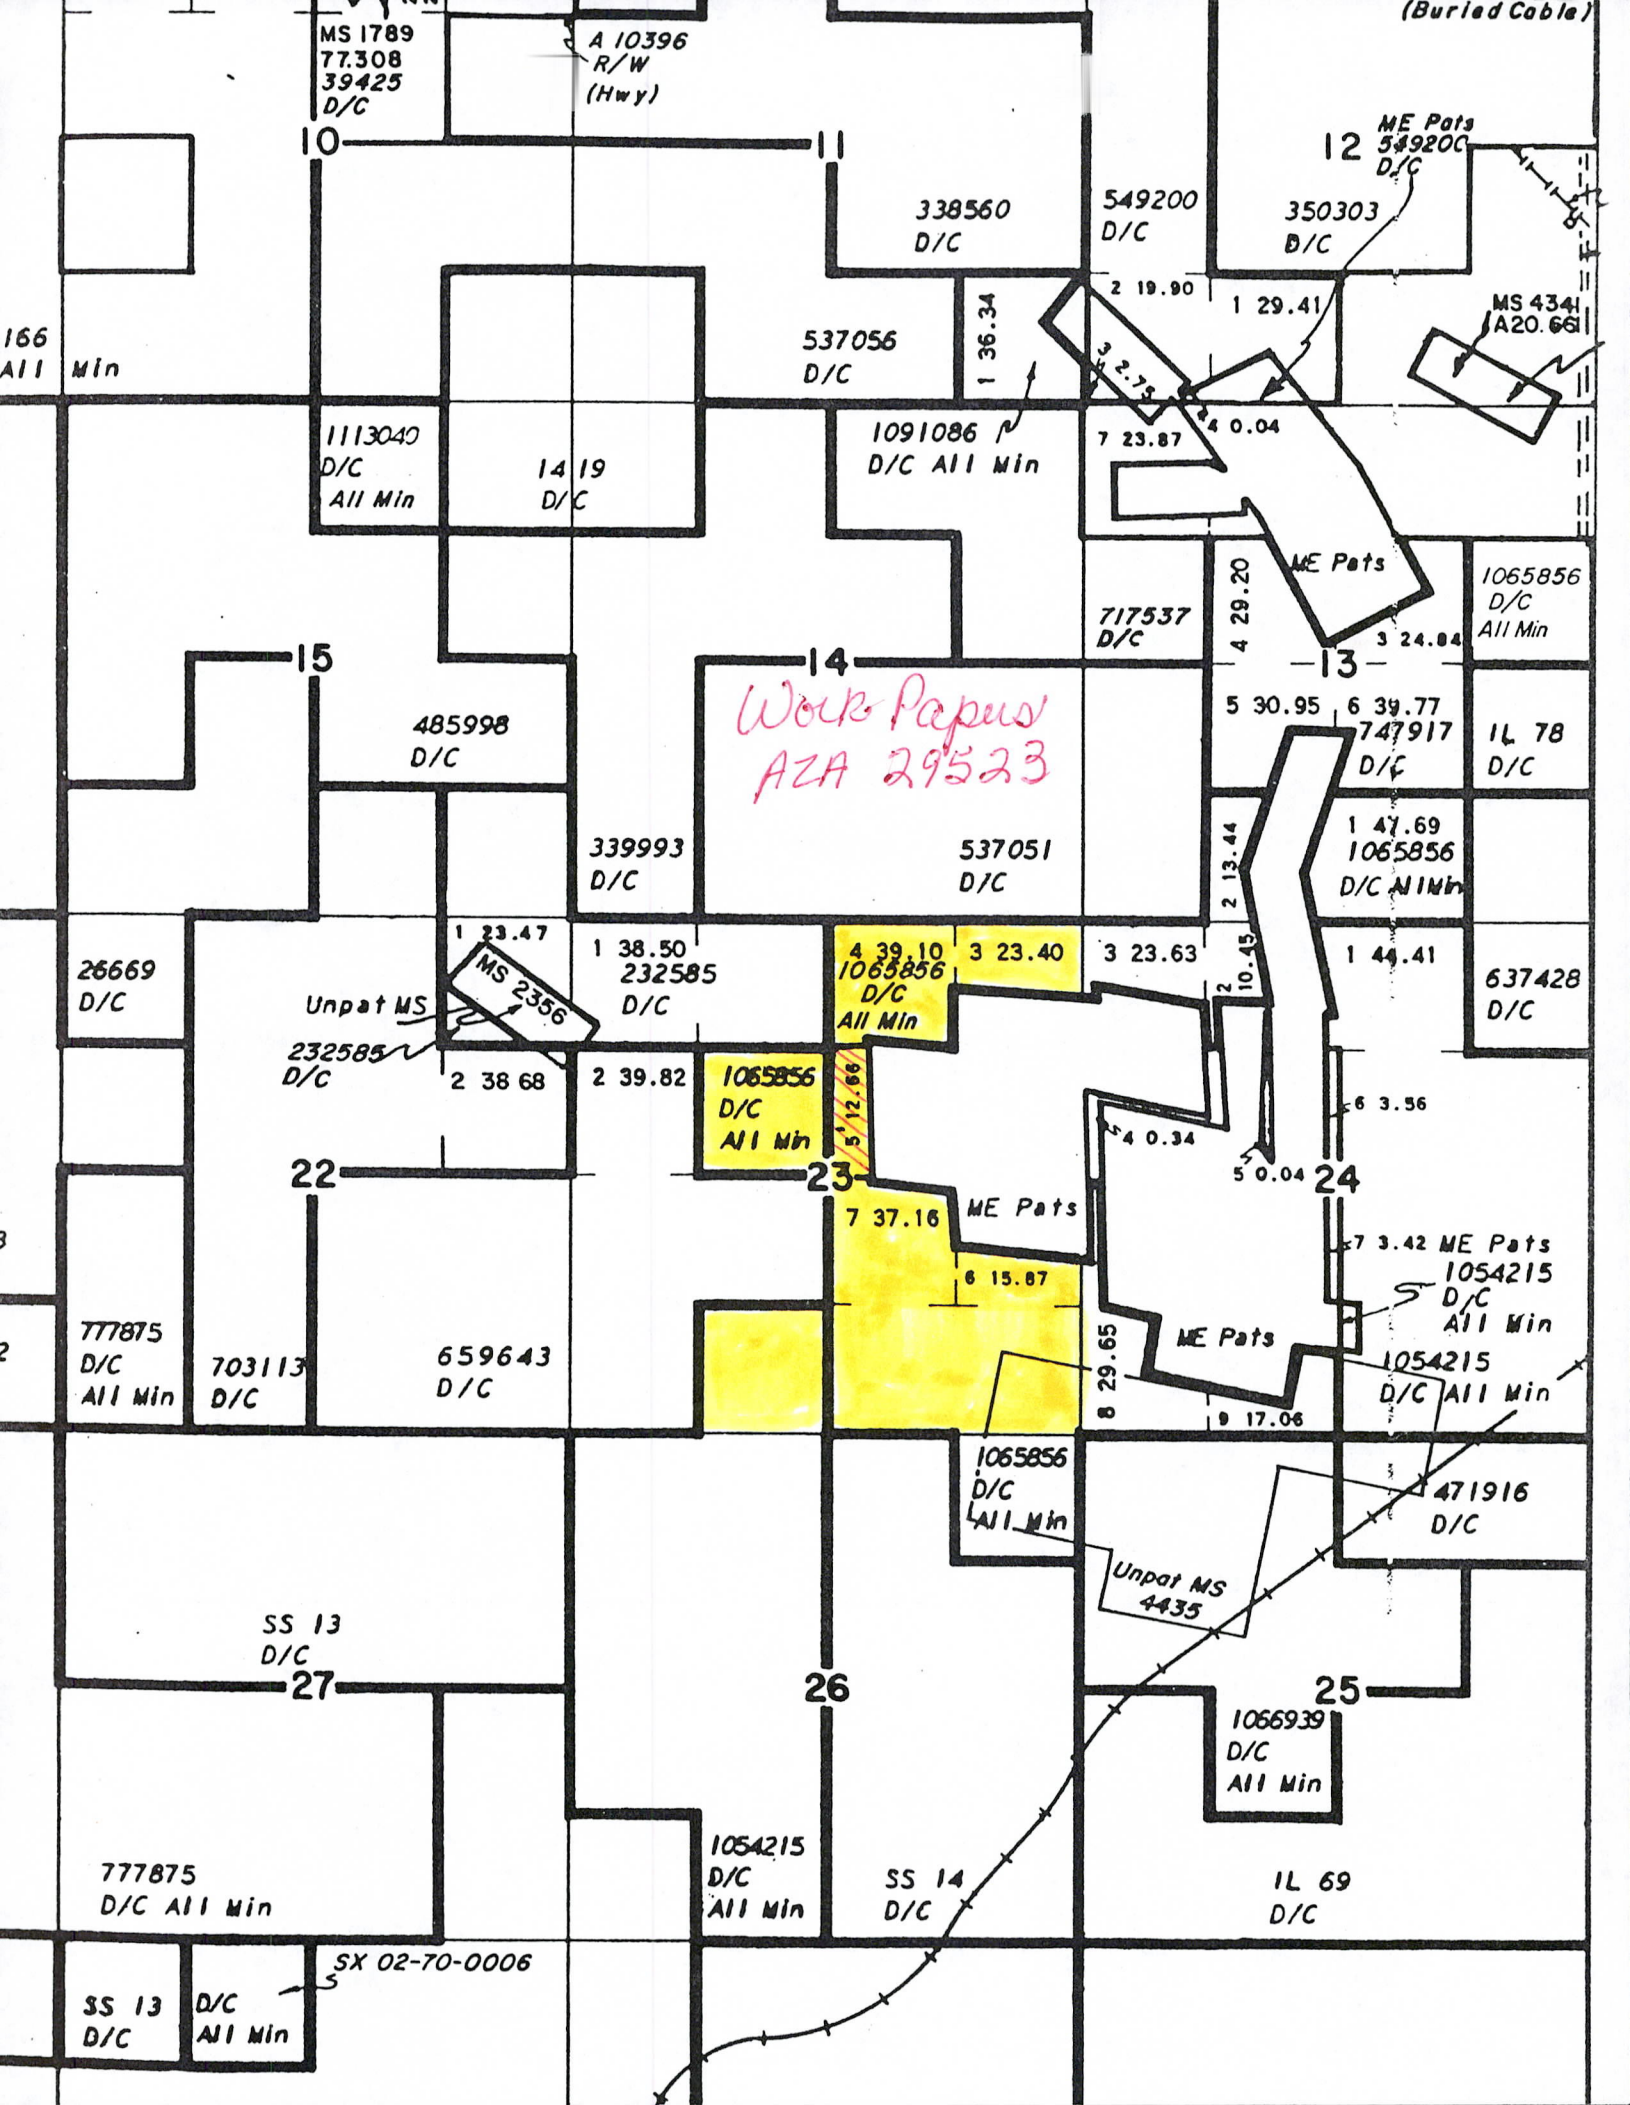 (Buried Cable)
MS 1789
77.308
39425
D/C
A 10396
R/W
(Hwy)
10
11
12
ME Pats
549200
D/C
338560
D/C
549200
D/C
350303
D/C
2 19.90
1 29.41
MS 4341
A20.661
166
All Min
537056
D/C
1 36.34
3 2.75
4 0.04
7 23.87
1113040
D/C
All Min
1419
D/C
1091086
D/C All Min
ME Pats
717537
D/C
4 29.20
3 24.84
1065856
D/C
All Min
15
14
13
Work Papers
AZA 29523
485998
D/C
5 30.95
6 39.77
747917
D/C
IL 78
D/C
339993
D/C
537051
D/C
2 13.44
1 47.69
1065856
D/C All Min
26669
D/C
1 23.47
MS 2356
Unpat MS
232585
D/C
1 38.50
232585
D/C
4 39.10
1065856
D/C
All Min
3 23.40
3 23.63
2 10.45
1 44.41
637428
D/C
2 38 68
2 39.82
1065856
D/C
All Min
5 12.66
4 0.34
6 3.56
5 0.04
22
23
24
ME Pats
7 37.16
6 15.87
7 3.42
ME Pats
1054215
D/C
All Min
777875
D/C
All Min
703113
D/C
659643
D/C
8 29.65
ME Pats
1054215
D/C All Min
9 17.06
1065856
D/C
All Min
471916
D/C
Unpat MS
4435
SS 13
D/C
27
26
25
1066939
D/C
All Min
777875
D/C All Min
1054215
D/C
All Min
SS 14
D/C
IL 69
D/C
SX 02-70-0006
SS 13
D/C
D/C
All Min